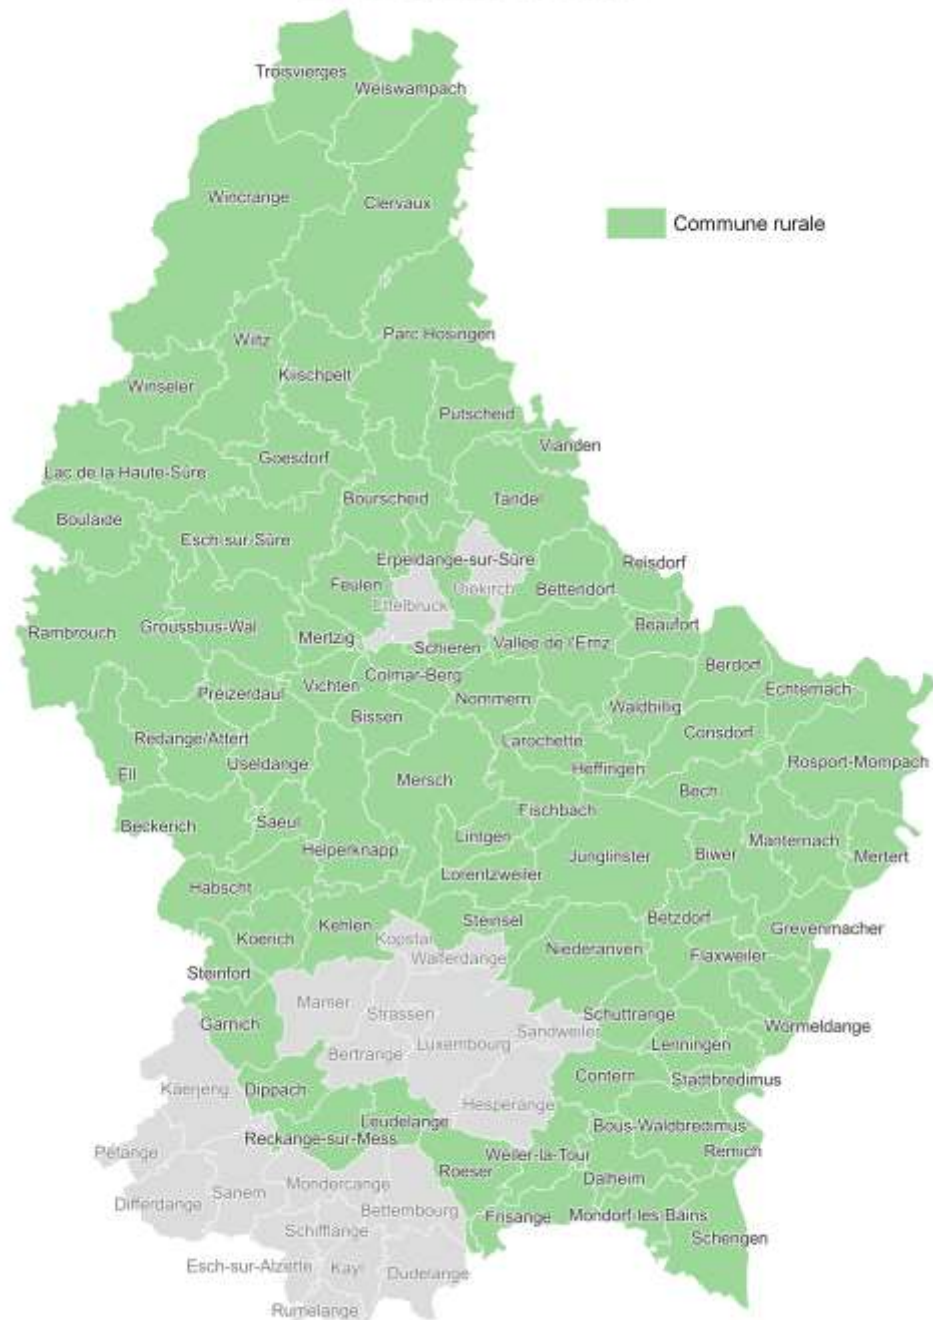 Troisvierges
Weiswampach
Wincrange
Clervaux
Commune rurale
Parc Hosingen
Wiltz
Kiischpelt
Winseler
Putscheid
Vianden
Goesdorf
Lac de la Haute-Sûre
Bourscheid
Tandel
Boulaide
Esch-sur-Sûre
Erpeldange-sur-Sûre
Reisdorf
Feulen
Diekirch
Bettendorf
Ettelbruck
Beaufort
Rambrouch
Groussbus-Wal
Mertzig
Schieren
Vallée de l'Ernz
Berdorf
Colmar-Berg
Vichten
Preizerdaul
Echternach
Nommern
Waldbillig
Bissen
Consdorf
Redange/Attert
Larochette
Useldange
Rosport-Mompach
Heffingen
Ell
Mersch
Bech
Fischbach
Saeul
Beckerich
Lintgen
Manternach
Helperknapp
Junglinster
Biwer
Mertert
Lorentzweiler
Habscht
Betzdorf
Steinsel
Kehlen
Grevenmacher
Koerich
Kopstal
Niederanven
Flaxweiler
Walferdange
Steinfort
Mamer
Strassen
Schuttrange
Garnich
Wormeldange
Sandweiler
Luxembourg
Lenningen
Bertrange
Contern
Stadtbredimus
Käerjeng
Dippach
Hesperange
Leudelange
Bous-Waldbredimus
Reckange-sur-Mess
Pétange
Weiler-la-Tour
Remich
Roeser
Dalheim
Mondercange
Sanem
Differdange
Bettembourg
Frisange
Mondorf-les-Bains
Schifflange
Schengen
Esch-sur-Alzette
Kayl
Dudelange
Rumelange